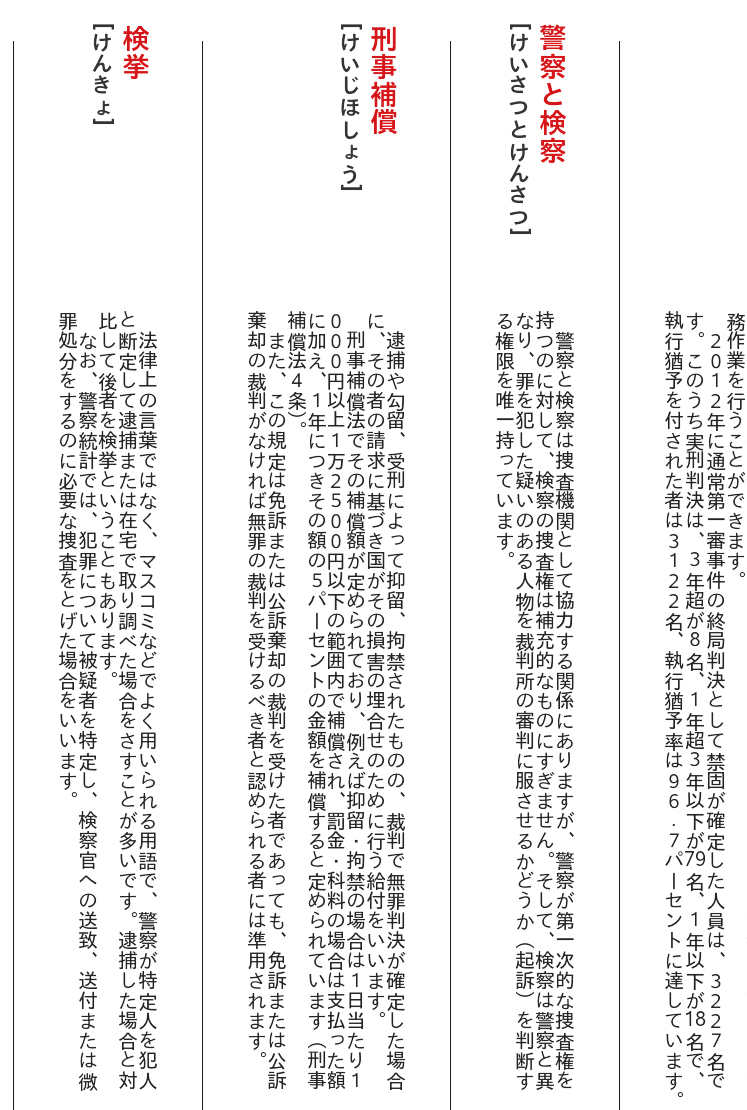 務作業を行うことができます。
２０１２年に通常第一審事件の終局判決として禁固が確定した人員は、３２２７名で
す。このうち実刑判決は、３年超が８名、１年超３年以下が79名、１年以下が18名で、
執行猶予を付された者は３１２２名、執行猶予率は９６．７パーセントに達しています。
警察と検察
【けいさつとけんさつ】
警察と検察は捜査機関として協力する関係にありますが、警察が第一次的な捜査権を
持つのに対して、検察の捜査権は補充的なものにすぎません。そして、検察は警察と異
なり、罪を犯した疑いのある人物を裁判所の審判に服させるかどうか（起訴）を判断す
る権限を唯一持っています。
刑事補償
【けいじほしょう】
逮捕や勾留、受刑によって抑留、拘禁されたものの、裁判で無罪判決が確定した場合
に、その者の請求に基づき国がその損害の埋合せのために行う給付をいいます。
刑事補償法でその補償額が定められており、例えば抑留・拘禁の場合は１日当たり１
０００円以上１万２５００円以下の範囲内で補償され、罰金・科料の場合は支払った額
に加え、１年につきその額の５パーセントの金額を補償すると定められています（刑事
補償法４条）。
また、この規定は免訴または公訴棄却の裁判を受けた者であっても、免訴または公訴
棄却の裁判がなければ無罪の裁判を受けるべき者と認められる者には準用されます。
検挙
【けんきょ】
法律上の言葉ではなく、マスコミなどでよく用いられる用語で、警察が特定人を犯人
と断定して逮捕または在宅で取り調べた場合をさすことが多いです。逮捕した場合と対
比して後者を検挙ということもあります。
なお、警察統計では、犯罪について被疑者を特定し、検察官への送致、送付または微
罪処分をするのに必要な捜査をとげた場合をいいます。